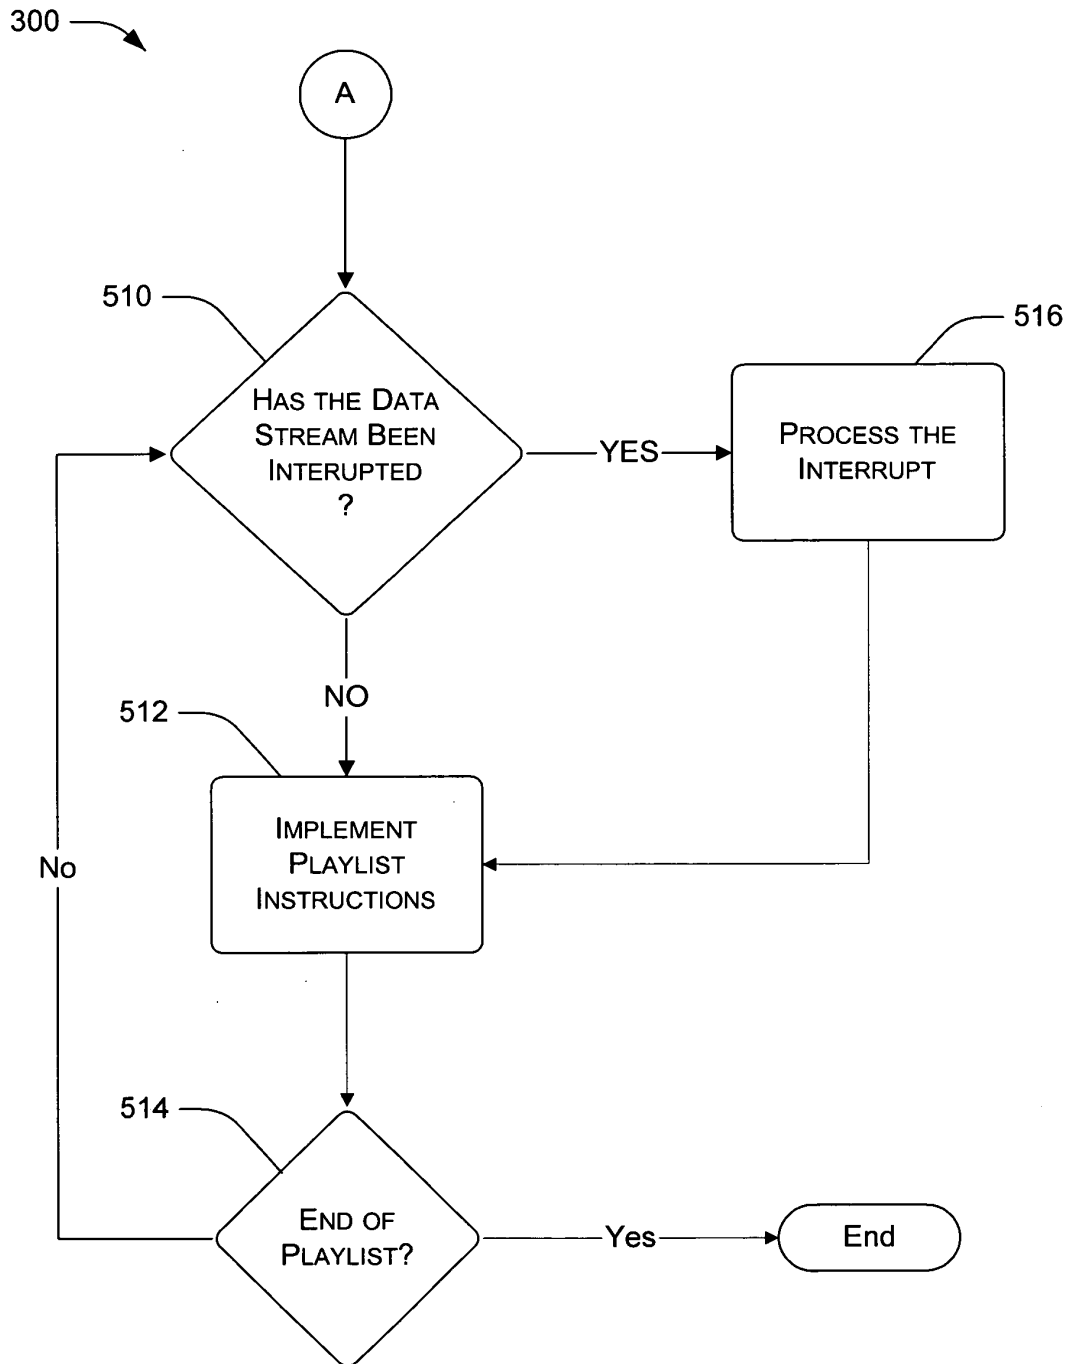 300
A
510
HAS THE DATA
STREAM BEEN
INTERUPTED
?
YES
516
PROCESS THE
INTERRUPT
NO
512
IMPLEMENT
PLAYLIST
INSTRUCTIONS
No
514
END OF
PLAYLIST?
Yes
End